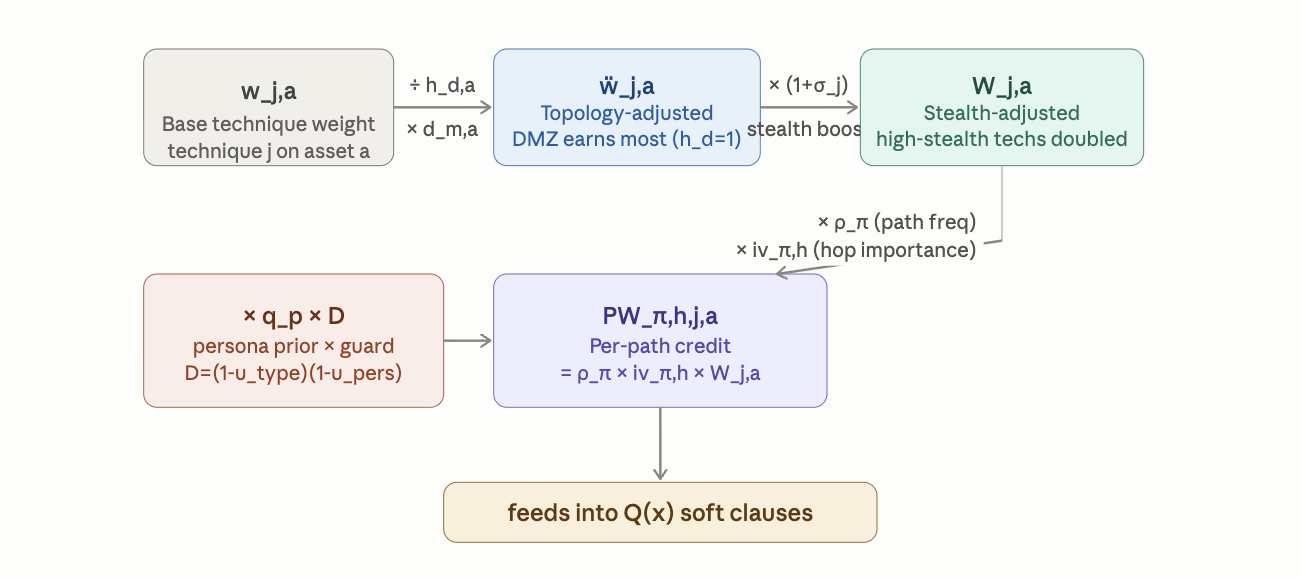 w_j,a
Base technique weight
technique j on asset a
÷ h_d,a
× d_m,a
ẅ_j,a
Topology-adjusted
DMZ earns most (h_d=1)
× (1+σ_j)
stealth boos
W_j,a
Stealth-adjusted
high-stealth techs doubled
× ρ_π (path freq)
× iv_π,h (hop importance)
× q_p × D
persona prior × guard
D=(1-u_type)(1-u_pers)
PW_π,h,j,a
Per-path credit
= ρ_π × iv_π,h × W_j,a
feeds into Q(x) soft clauses